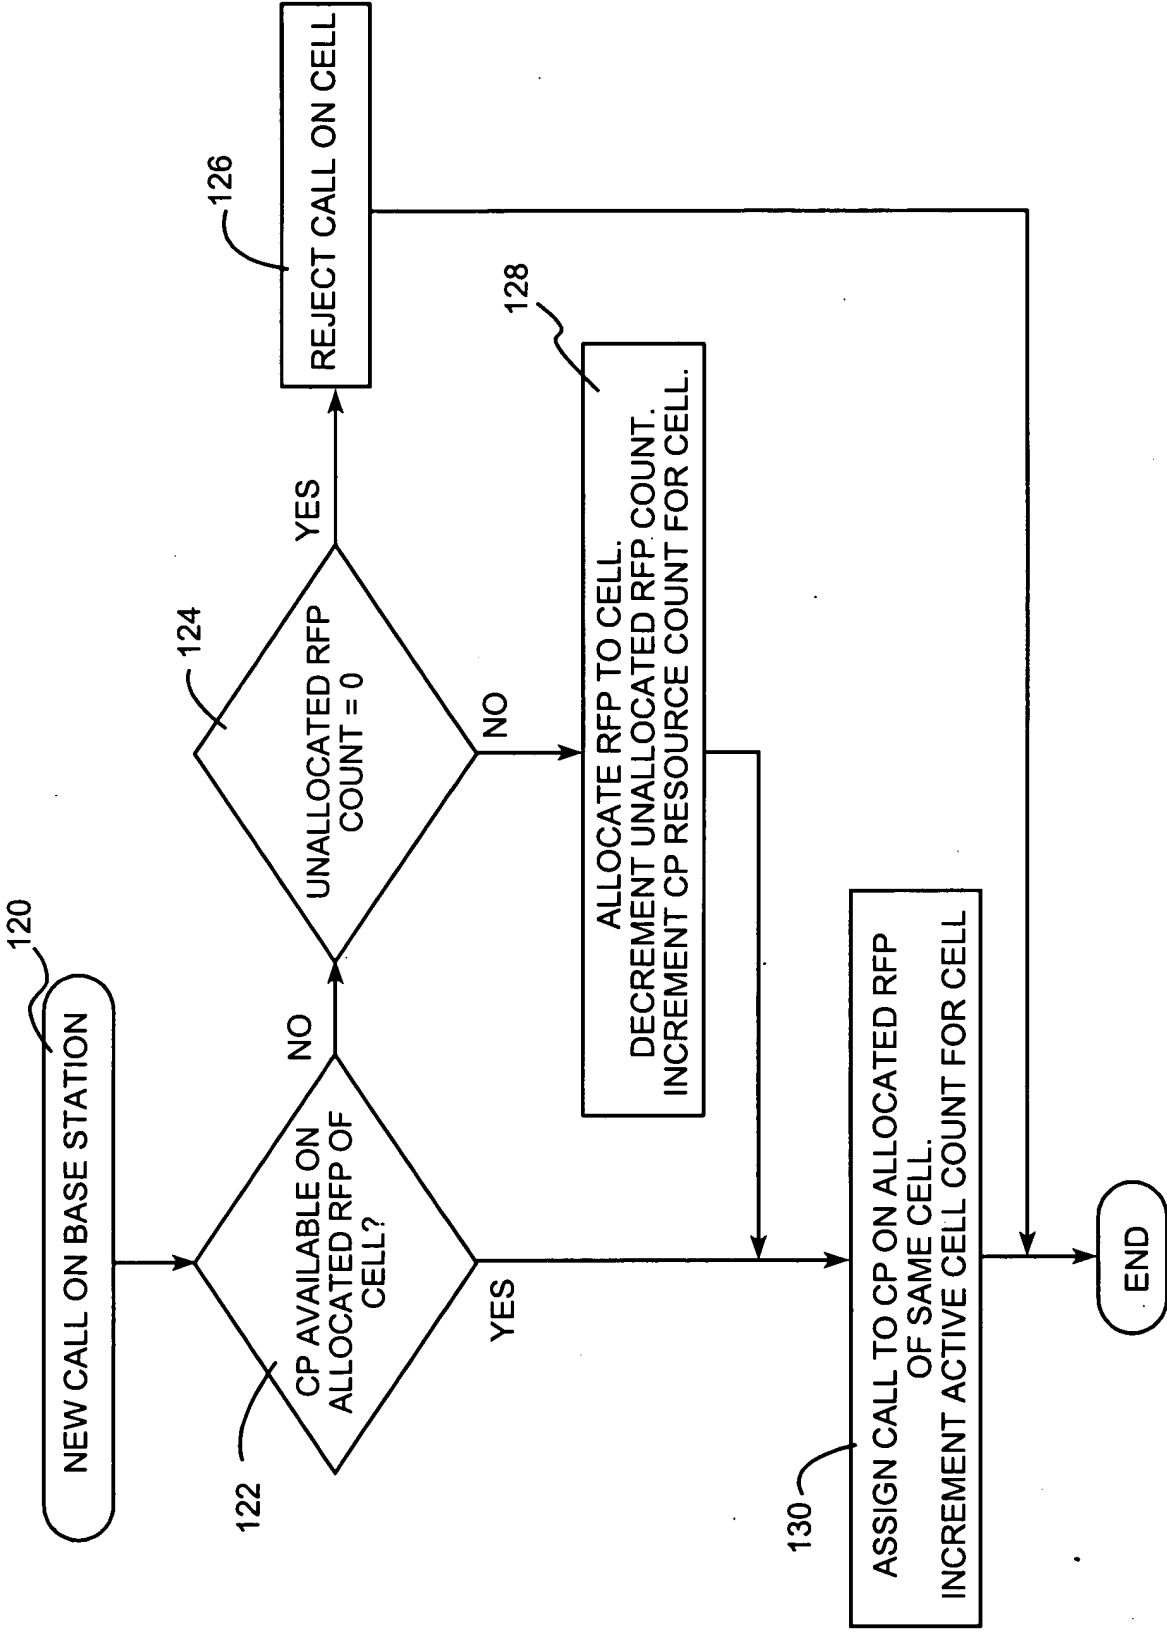 NEW CALL ON BASE STATION
120
CP AVAILABLE ON
ALLOCATED RFP OF
CELL?
122
NO
YES
UNALLOCATED RFP
COUNT = 0
124
YES
NO
REJECT CALL ON CELL
126
ALLOCATE RFP TO CELL.
DECREMENT UNALLOCATED RFP COUNT.
INCREMENT CP RESOURCE COUNT FOR CELL.
128
ASSIGN CALL TO CP ON ALLOCATED RFP
OF SAME CELL.
INCREMENT ACTIVE CELL COUNT FOR CELL
130
END